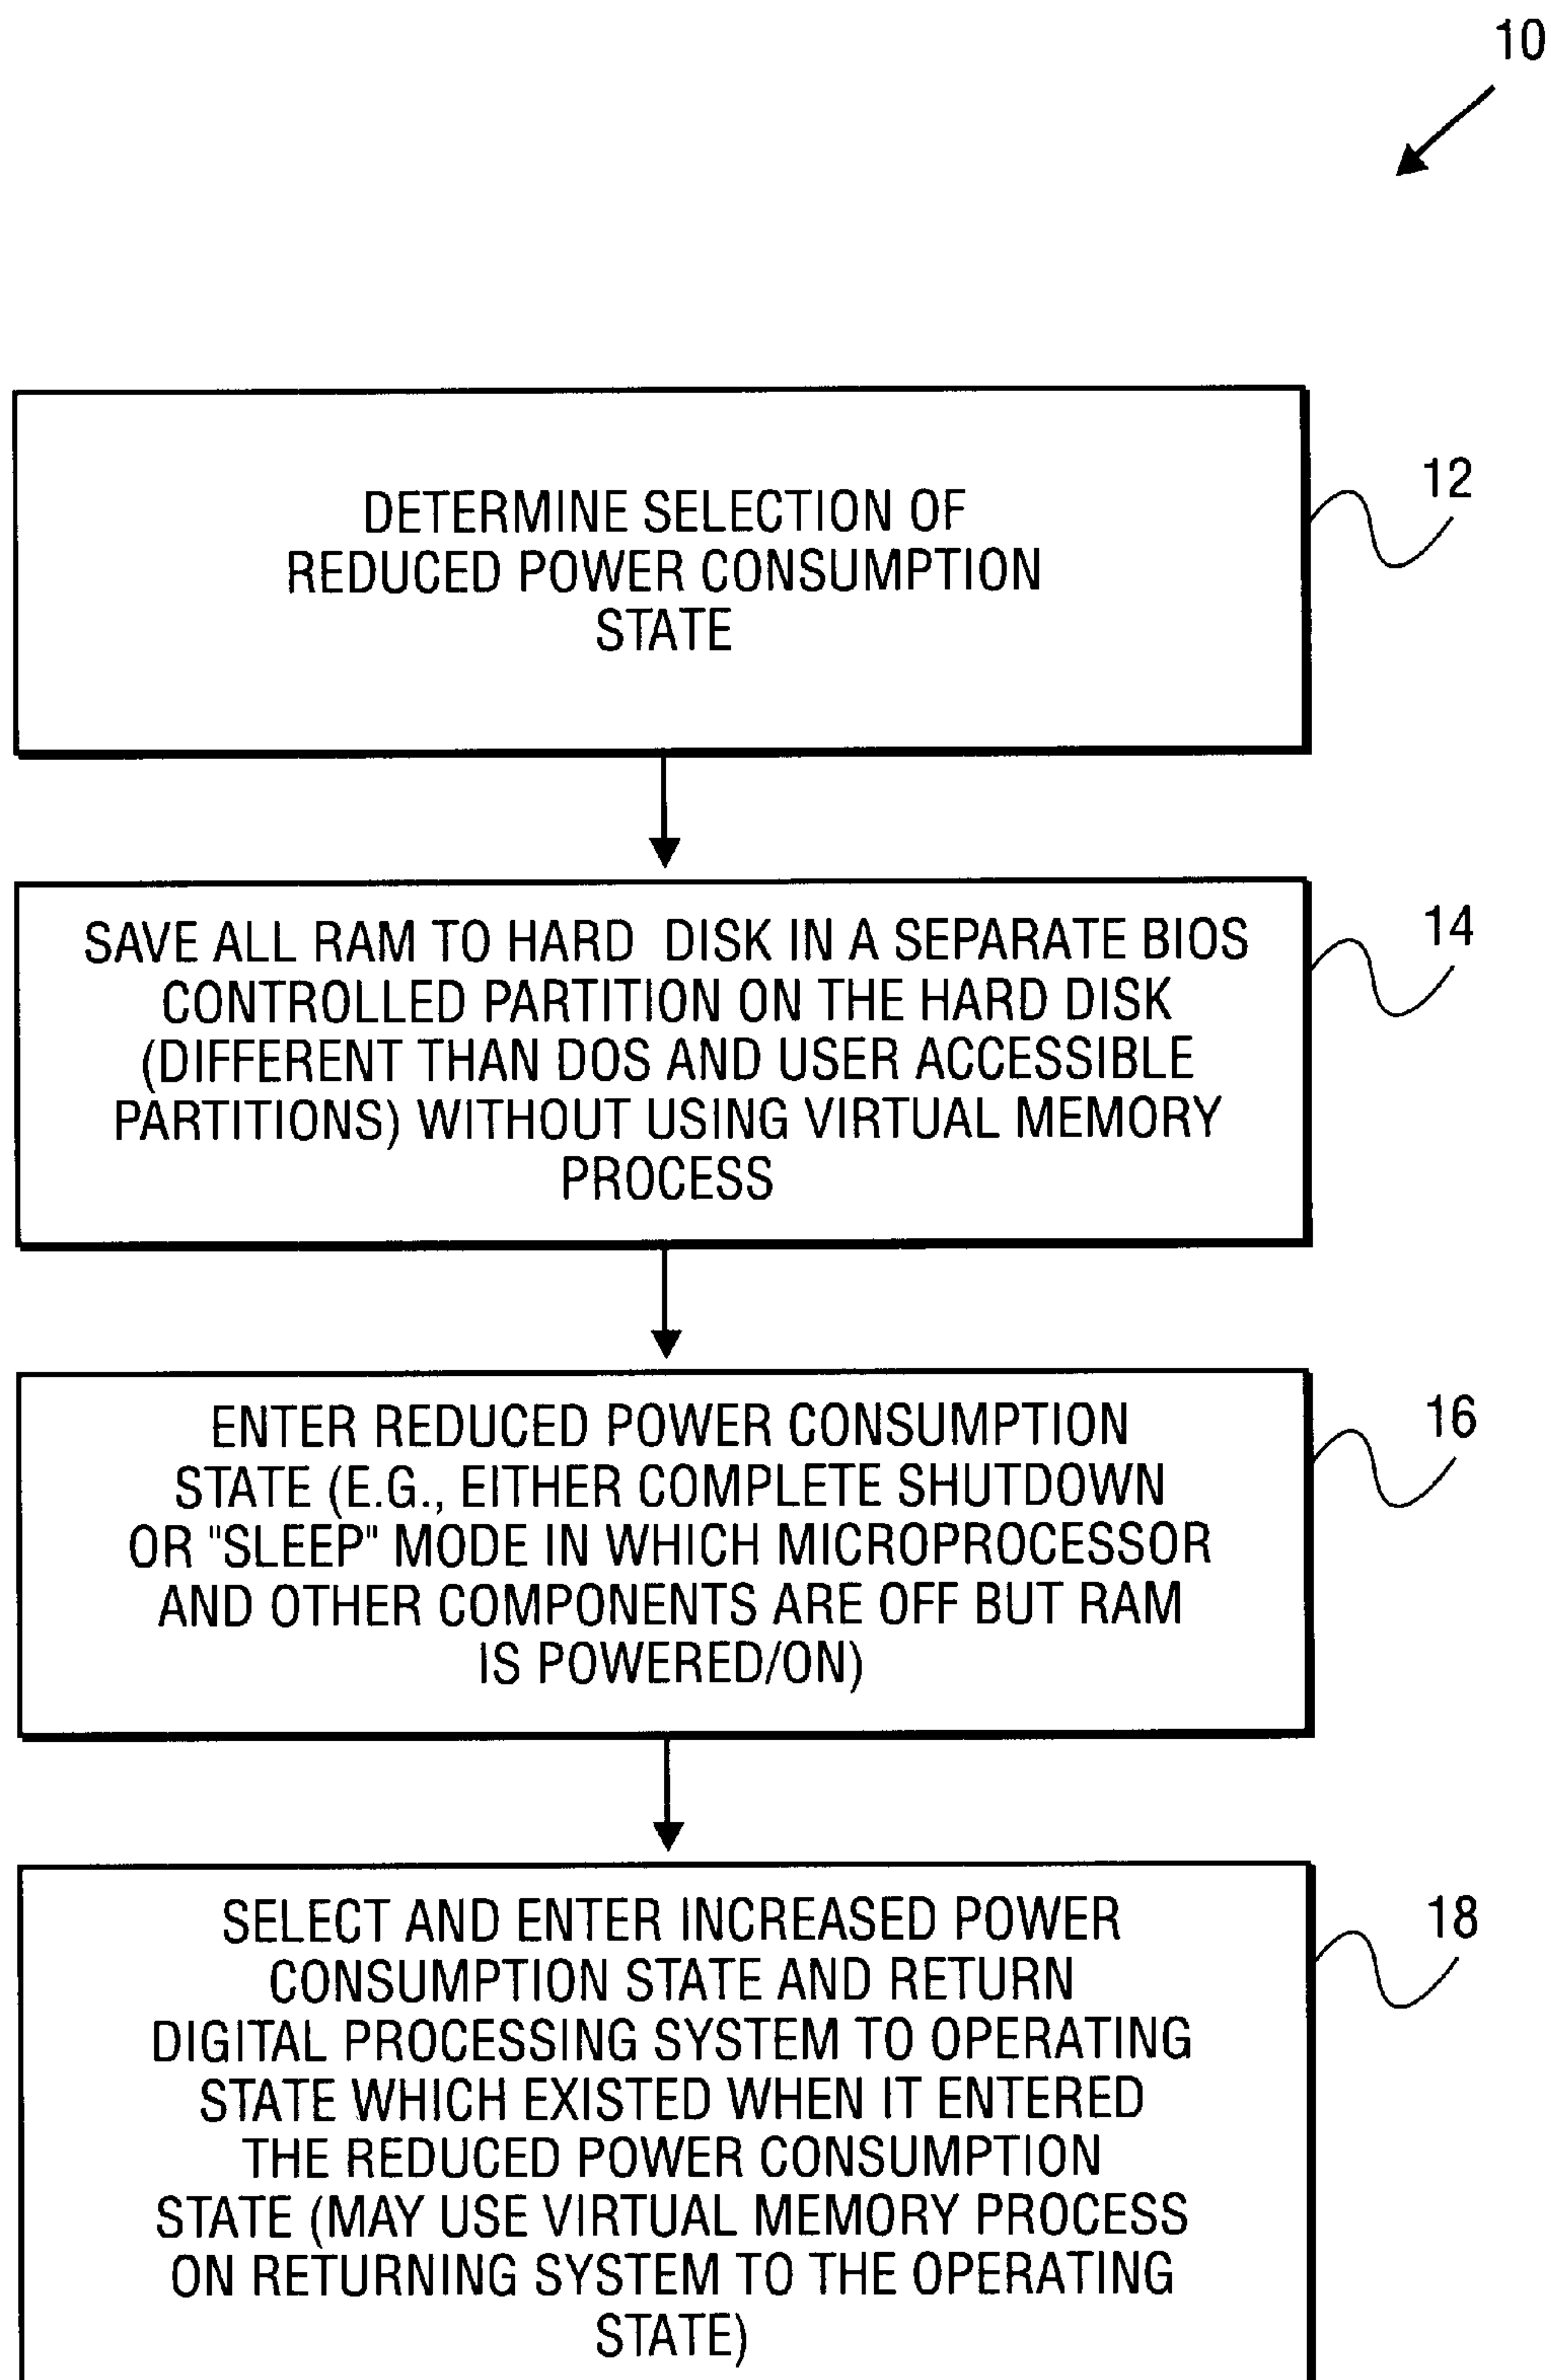 10
DETERMINE SELECTION OF
REDUCED POWER CONSUMPTION
STATE
12
SAVE ALL RAM TO HARD DISK IN A SEPARATE BIOS
CONTROLLED PARTITION ON THE HARD DISK
(DIFFERENT THAN DOS AND USER ACCESSIBLE
PARTITIONS) WITHOUT USING VIRTUAL MEMORY
PROCESS
14
ENTER REDUCED POWER CONSUMPTION
STATE (E.G., EITHER COMPLETE SHUTDOWN
OR "SLEEP" MODE IN WHICH MICROPROCESSOR
AND OTHER COMPONENTS ARE OFF BUT RAM
IS POWERED/ON)
16
SELECT AND ENTER INCREASED POWER
CONSUMPTION STATE AND RETURN
DIGITAL PROCESSING SYSTEM TO OPERATING
STATE WHICH EXISTED WHEN IT ENTERED
THE REDUCED POWER CONSUMPTION
STATE (MAY USE VIRTUAL MEMORY PROCESS
ON RETURNING SYSTEM TO THE OPERATING
STATE)
18